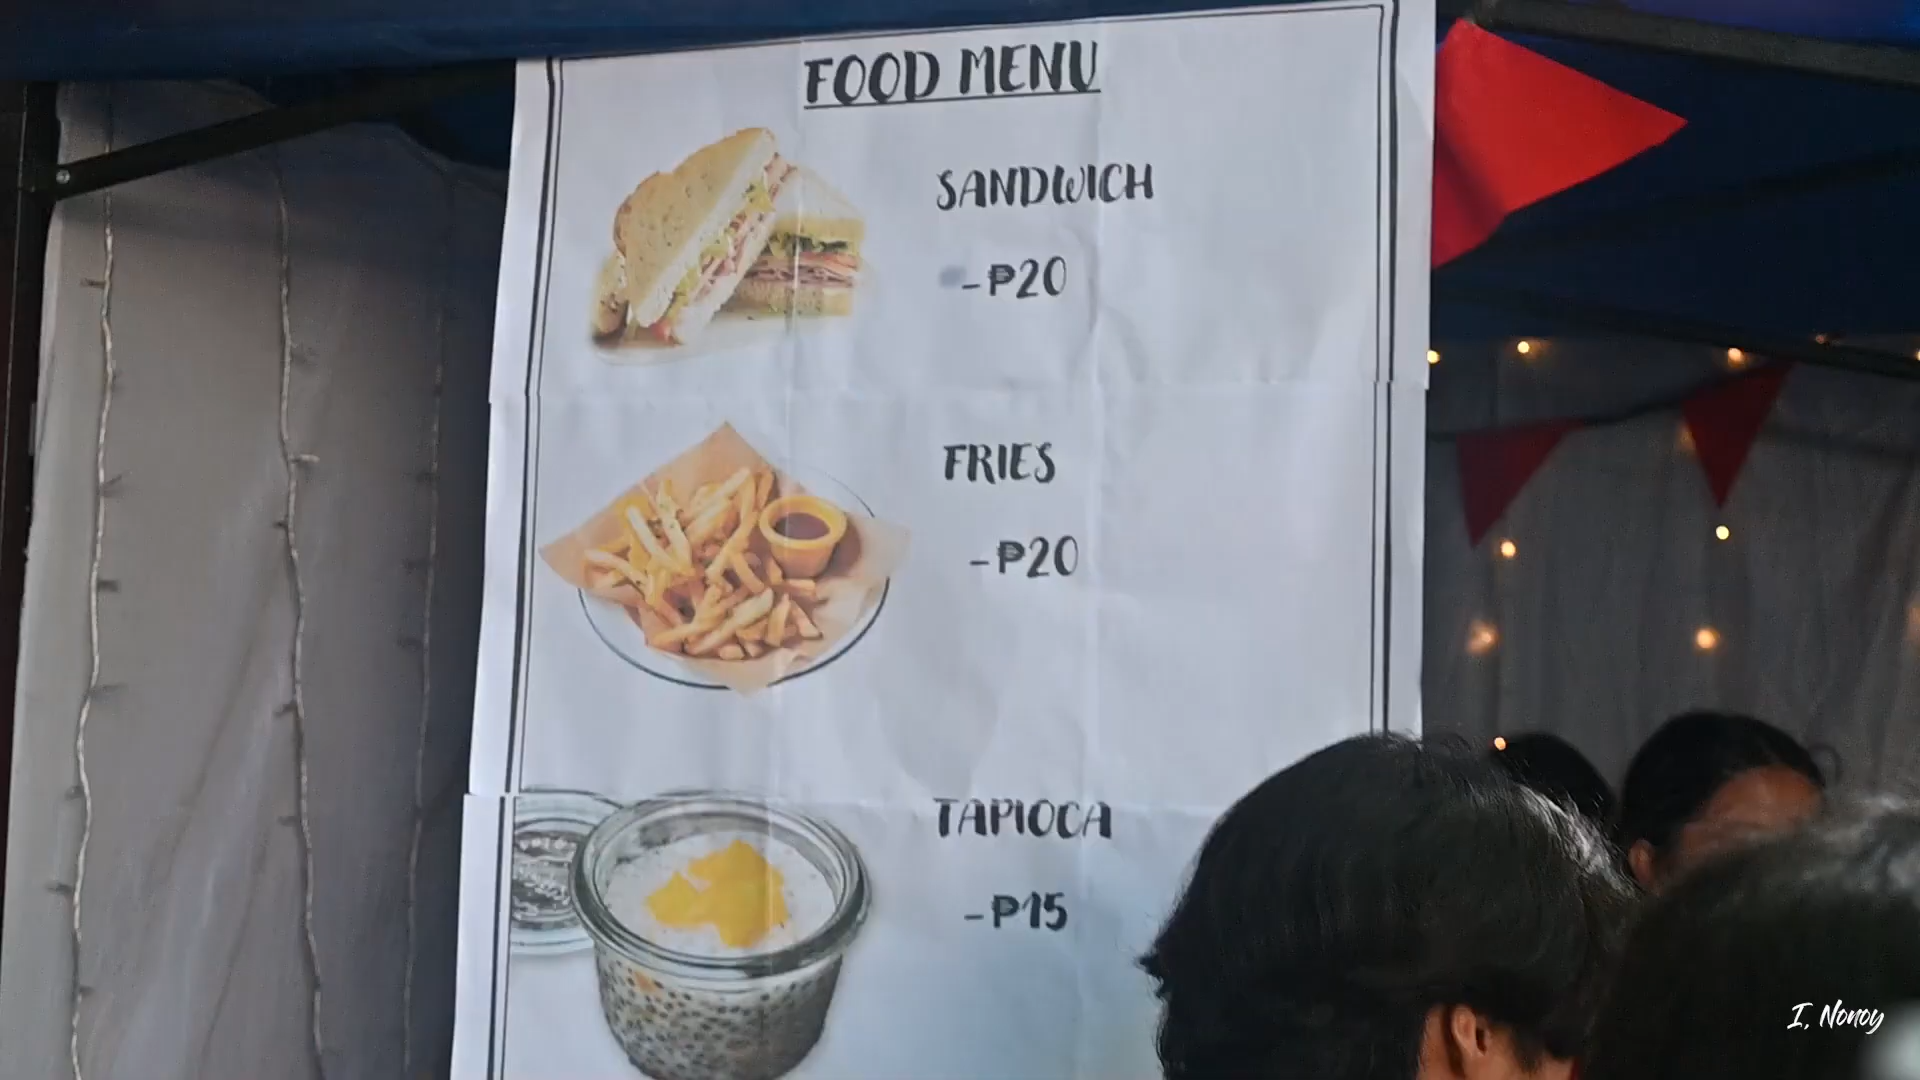 FOOD MENU
SANDWICH
-₱20
FRIES
-₱20
TAPIOCA
-₱15
I, Nonoy